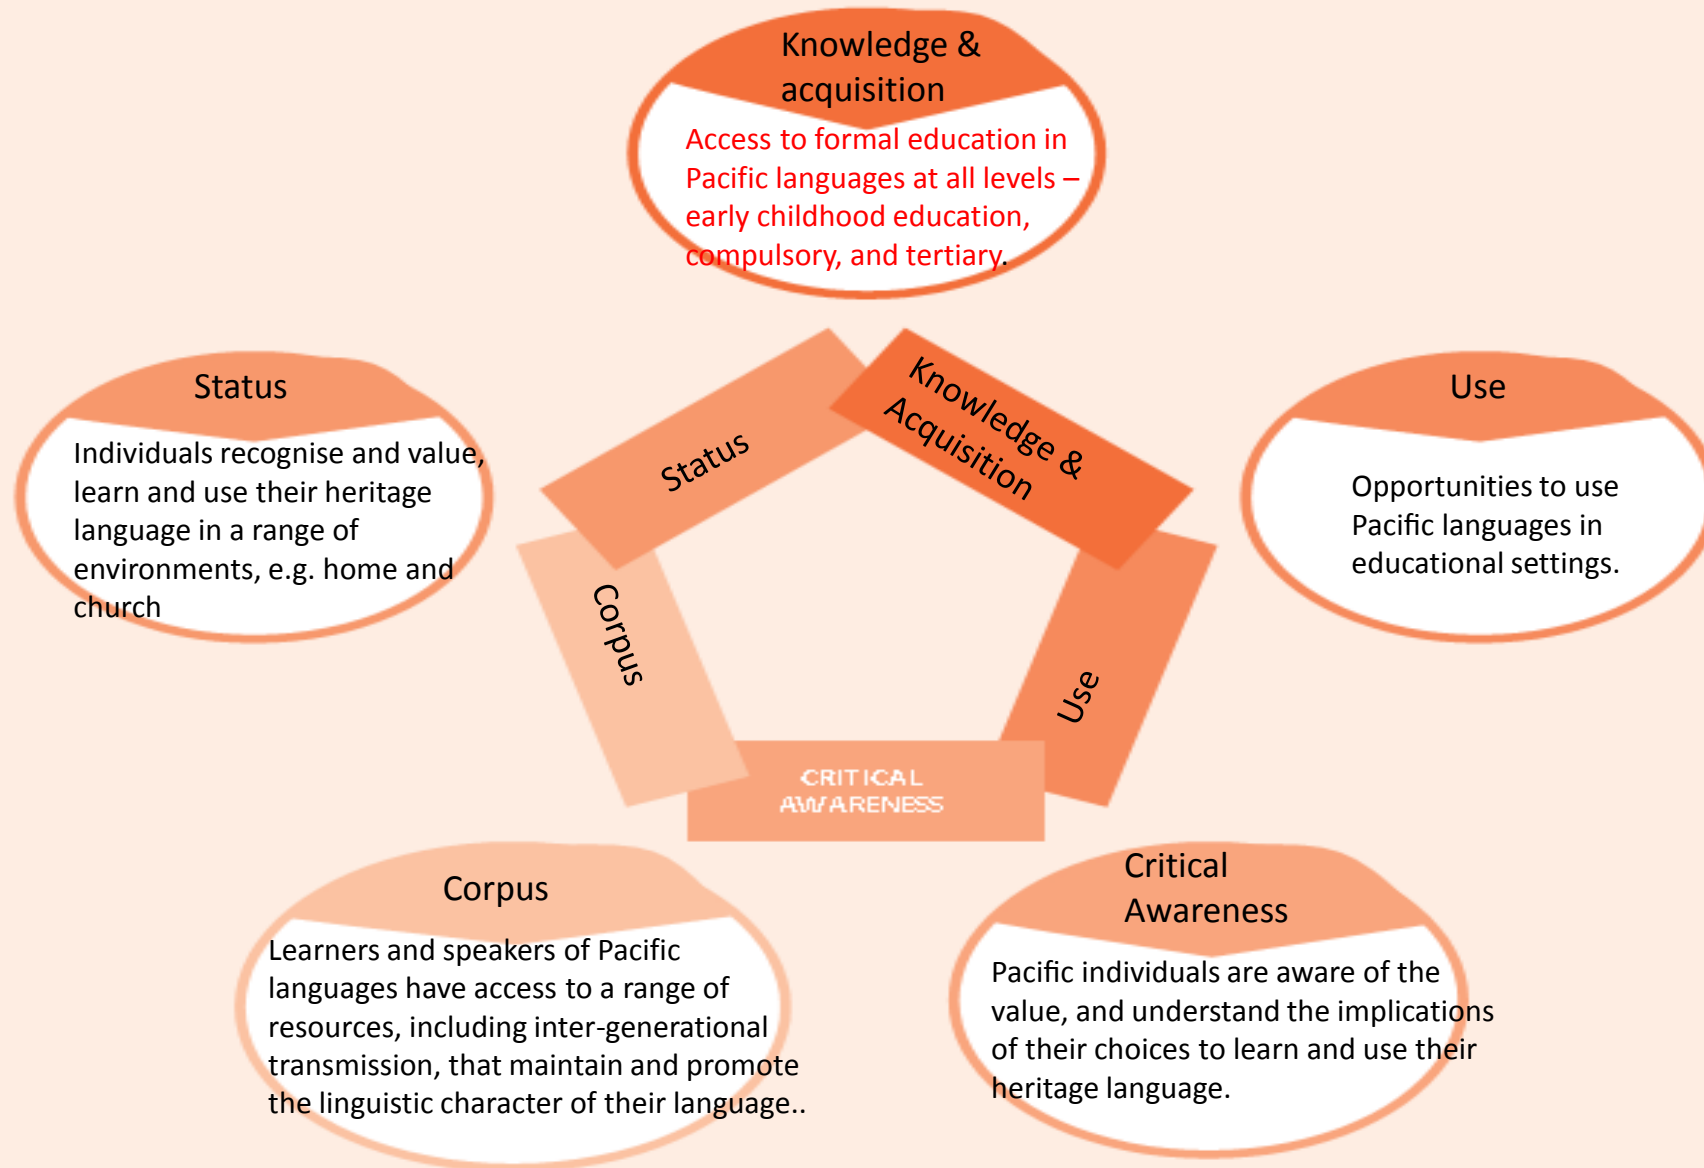 Knowledge &
acquisition
Access to formal education in
Pacific languages at all levels –
early childhood education,
compulsory, and tertiary.
Status
Individuals recognise and value,
learn and use their heritage
language in a range of
environments, e.g. home and
church
Status
Knowledge &
Acquisition
Use
Opportunities to use
Pacific languages in
educational settings.
Corpus
Use
CRITICAL
AWARENESS
Corpus
Learners and speakers of Pacific
languages have access to a range of
resources, including inter-generational
transmission, that maintain and promote
the linguistic character of their language..
Critical
Awareness
Pacific individuals are aware of the
value, and understand the implications
of their choices to learn and use their
heritage language.